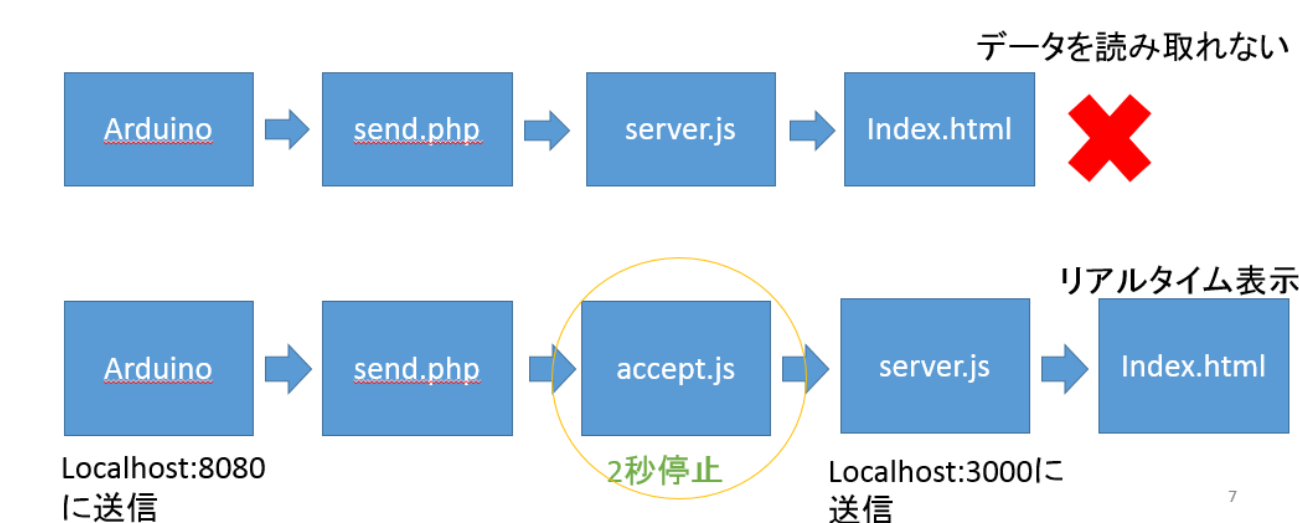 データを読み取れない
Arduino
send.php
server.js
Index.html
リアルタイム表示
Arduino
send.php
accept.js
server.js
Index.html
Localhost:8080
に送信
2秒停止
Localhost:3000に
送信
7